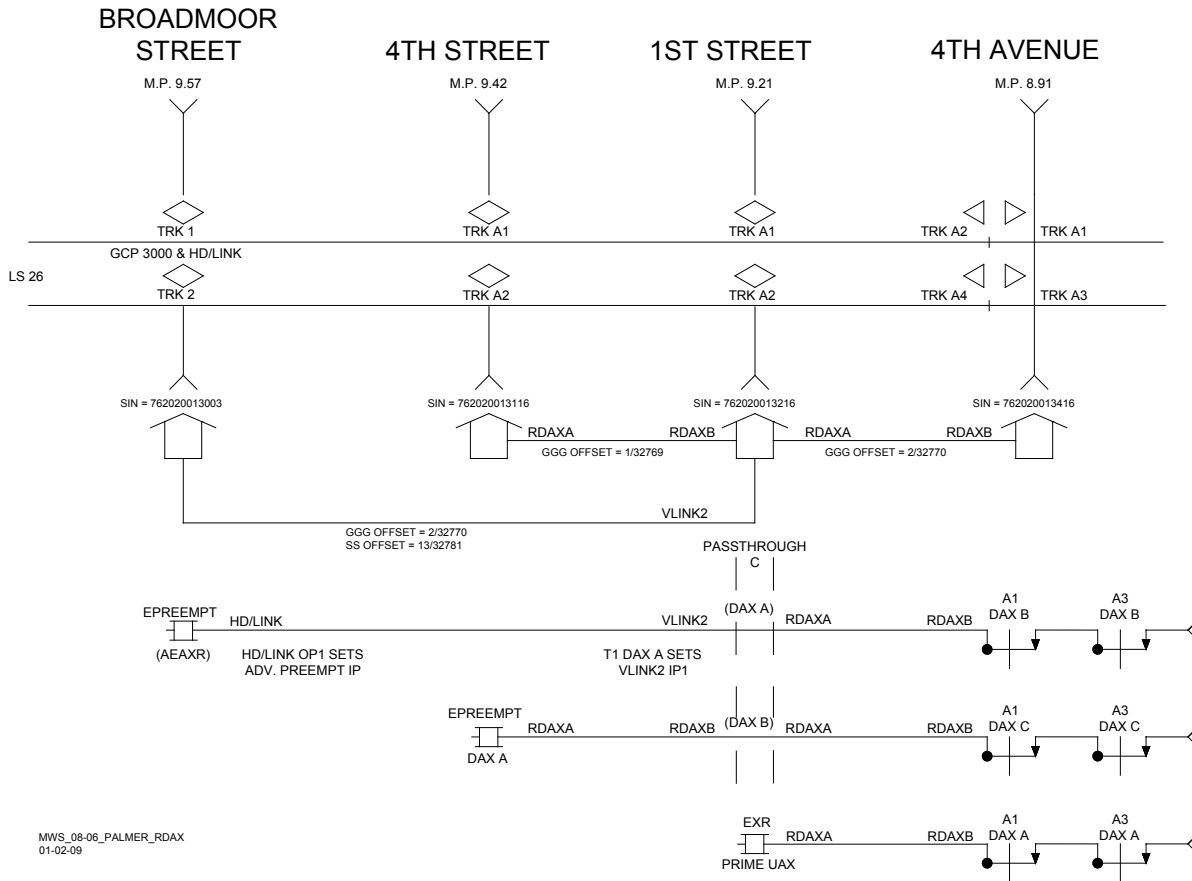 BROADMOOR
STREET
4TH STREET
1ST STREET
4TH AVENUE
M.P. 9.57
M.P. 9.42
M.P. 9.21
M.P. 8.91
TRK 1
TRK A1
TRK A1
TRK A2
TRK A1
GCP 3000 & HD/LINK
LS 26
TRK 2
TRK A2
TRK A2
TRK A4
TRK A3
SIN = 762020013003
SIN = 762020013116
SIN = 762020013216
SIN = 762020013416
RDAXA
RDAXB
RDAXA
RDAXB
GGG OFFSET = 1/32769
GGG OFFSET = 2/32770
VLINK2
GGG OFFSET = 2/32770
SS OFFSET = 13/32781
PASSTHROUGH
C
EPREEMPT
(AEAXR)
HD/LINK
VLINK2
(DAX A)
RDAXA
RDAXB
A1
DAX B
A3
DAX B
HD/LINK OP1 SETS
ADV. PREEMPT IP
T1 DAX A SETS
VLINK2 IP1
EPREEMPT
DAX A
RDAXA
RDAXB
(DAX B)
RDAXA
RDAXB
A1
DAX C
A3
DAX C
EXR
PRIME UAX
RDAXA
RDAXB
A1
DAX A
A3
DAX A
MWS_08-06_PALMER_RDAX
01-02-09